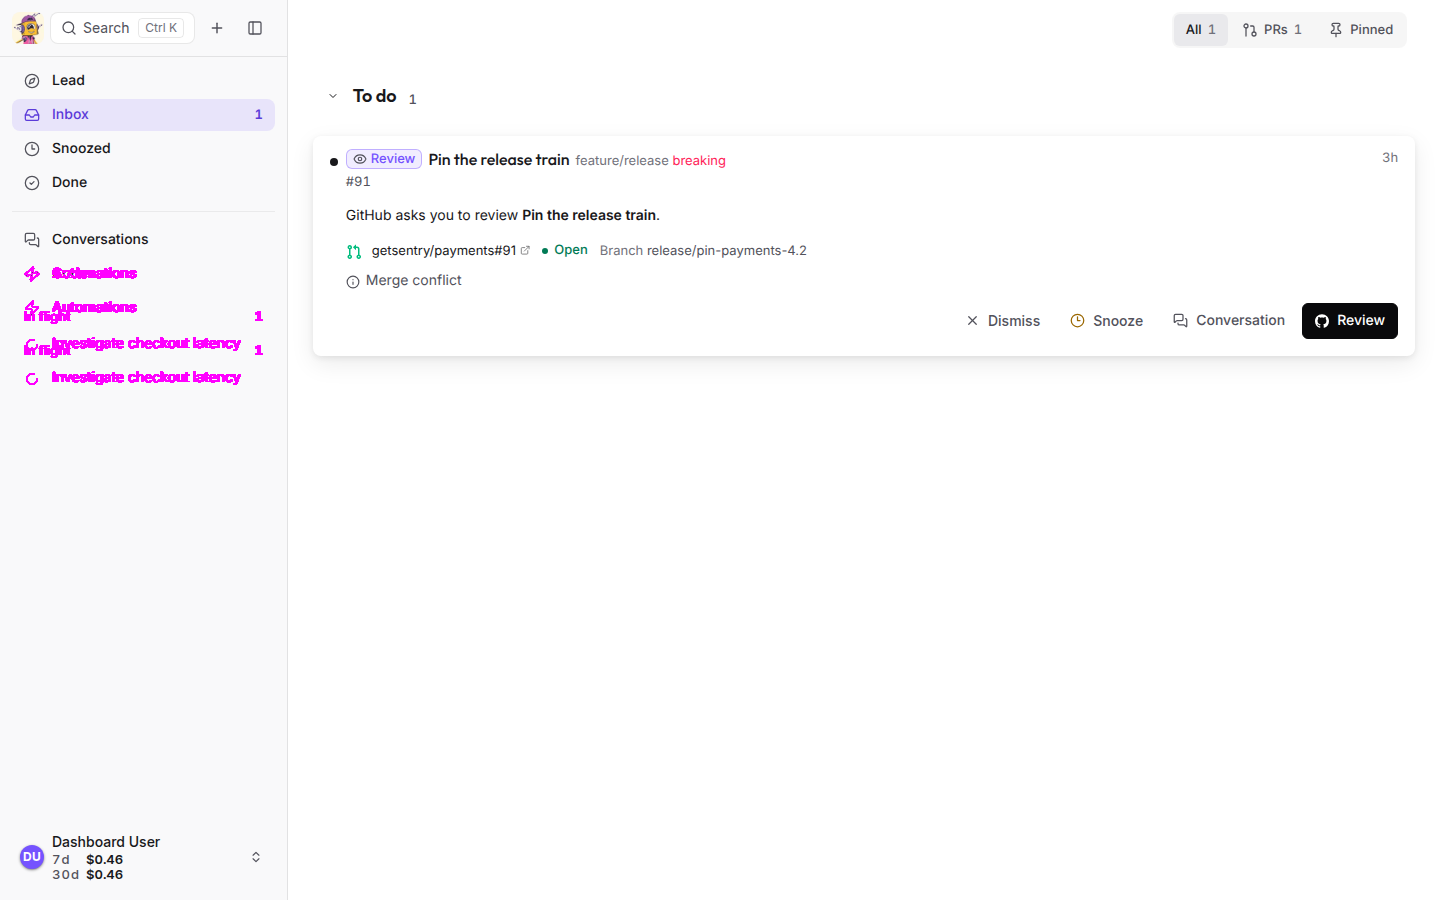 Search Ctrl K
All 1 PRs 1 Pinned
Lead
Inbox 1
Snoozed
Done
Conversations
Automations
In flight 1
Investigate checkout latency
In flight 1
Investigate checkout latency
Dashboard User
DU
7d $0.46
30d $0.46
To do 1
Review Pin the release train feature/release breaking 3h
#91
GitHub asks you to review Pin the release train.
getsentry/payments#91 Open Branch release/pin-payments-4.2
Merge conflict
Dismiss Snooze Conversation Review